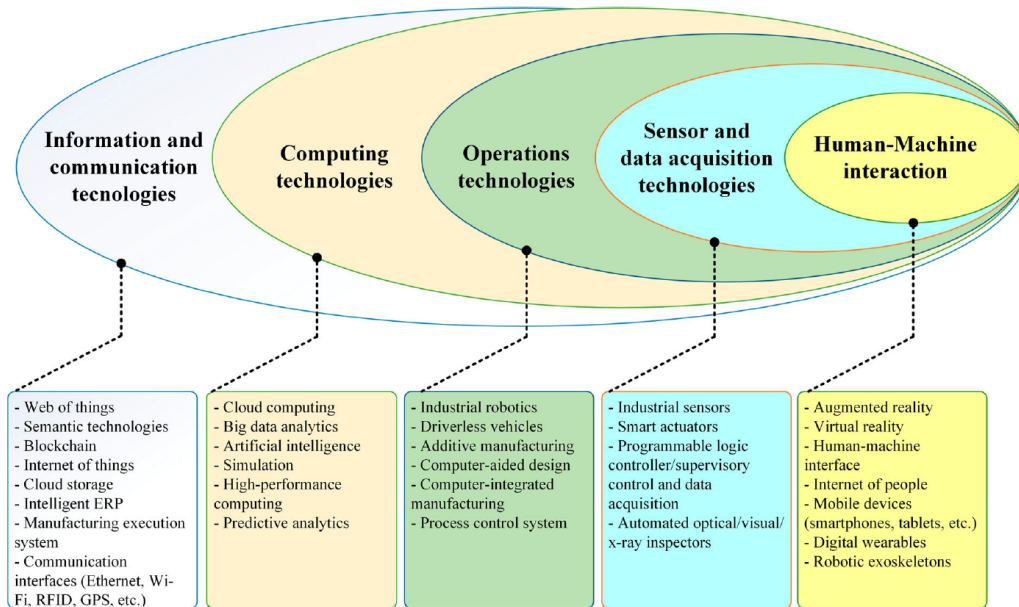 Information and
communication
tecnologies
Computing
technologies
Operations
technologies
Sensor and
data acquisition
technologies
Human-Machine
interaction
- Web of things
- Semantic technologies
- Blockchain
- Internet of things
- Cloud storage
- Intelligent ERP
- Manufacturing execution
system
- Communication
interfaces (Ethernet, Wi-
Fi, RFID, GPS, etc.)
- Cloud computing
- Big data analytics
- Artificial intelligence
- Simulation
- High-performance
computing
- Predictive analytics
- Industrial robotics
- Driverless vehicles
- Additive manufacturing
- Computer-aided design
- Computer-integrated
manufacturing
- Process control system
- Industrial sensors
- Smart actuators
- Programmable logic
controller/supervisory
control and data
acquisition
- Automated optical/visual/
x-ray inspectors
- Augmented reality
- Virtual reality
- Human-machine
interface
- Internet of people
- Mobile devices
(smartphones, tablets, etc.)
- Digital wearables
- Robotic exoskeletons